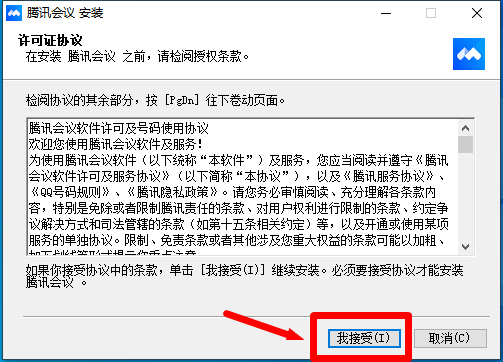 腾讯会议 安装
许可证协议
在安装 腾讯会议 之前，请检阅授权条款。
检阅协议的其余部分，按 [PgDn] 往下卷动页面。
腾讯会议软件许可及号码使用协议
欢迎您使用腾讯会议软件及服务！
为使用腾讯会议软件（以下统称“本软件”）及服务，您应当阅读并遵守《腾
讯会议软件许可及服务协议》（以下简称“本协议”），以及《腾讯服务协议》、
《QQ号码规则》、《腾讯隐私政策》。请您务必审慎阅读、充分理解各条款内
容，特别是免除或者限制腾讯责任的条款、对用户权利进行限制的条款、约定争
议解决方式和司法管辖的条款（如第十五条相关约定）等，以及开通或使用某项
服务的单独协议。限制、免责条款或者其他涉及您重大权益的条款可能以加粗、
加下划线等形式提示您重点注意。
如果你接受协议中的条款，单击 [我接受(I)] 继续安装。必须要接受协议才能安装
腾讯会议 。
我接受(I)
取消(C)